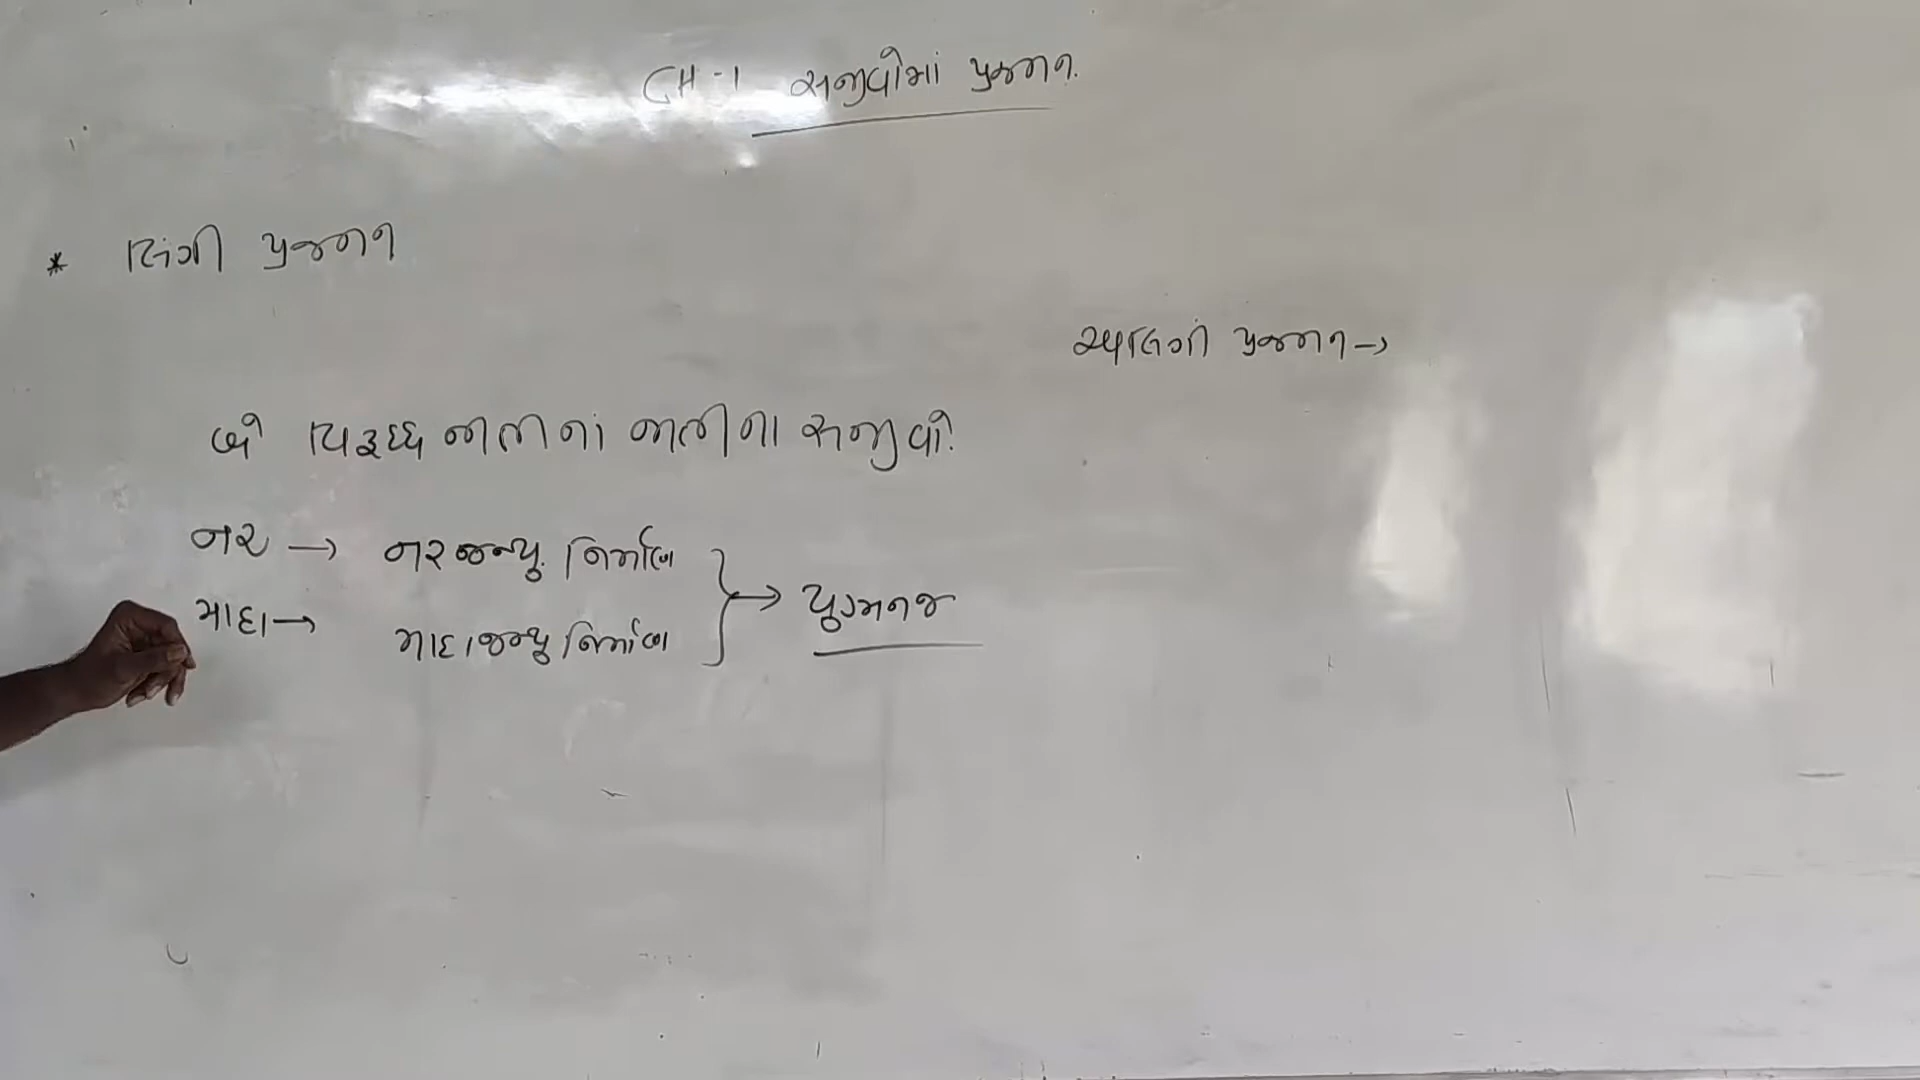 CH-1 સજીવોમાં પ્રજનન.
* લિંગી પ્રજનન
અલિંગી પ્રજનન →
બે વિરૂધ્ધ જાતીનાં જાતીના સજીવો.
નર → નરજન્યુ નિર્માણ
માદા → માદાજન્યુ નિર્માણ
} → યુગ્મનજ